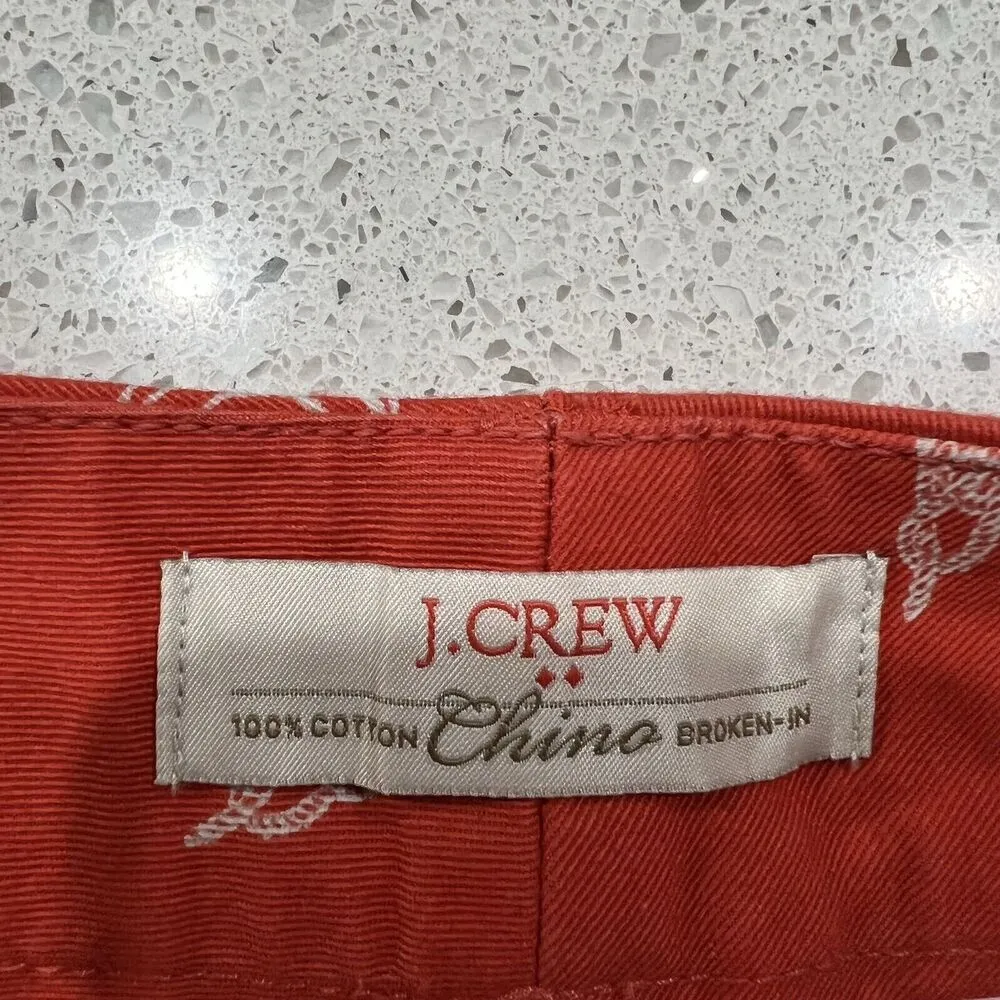 J.CREW
100% COTTON Chino BROKEN-IN